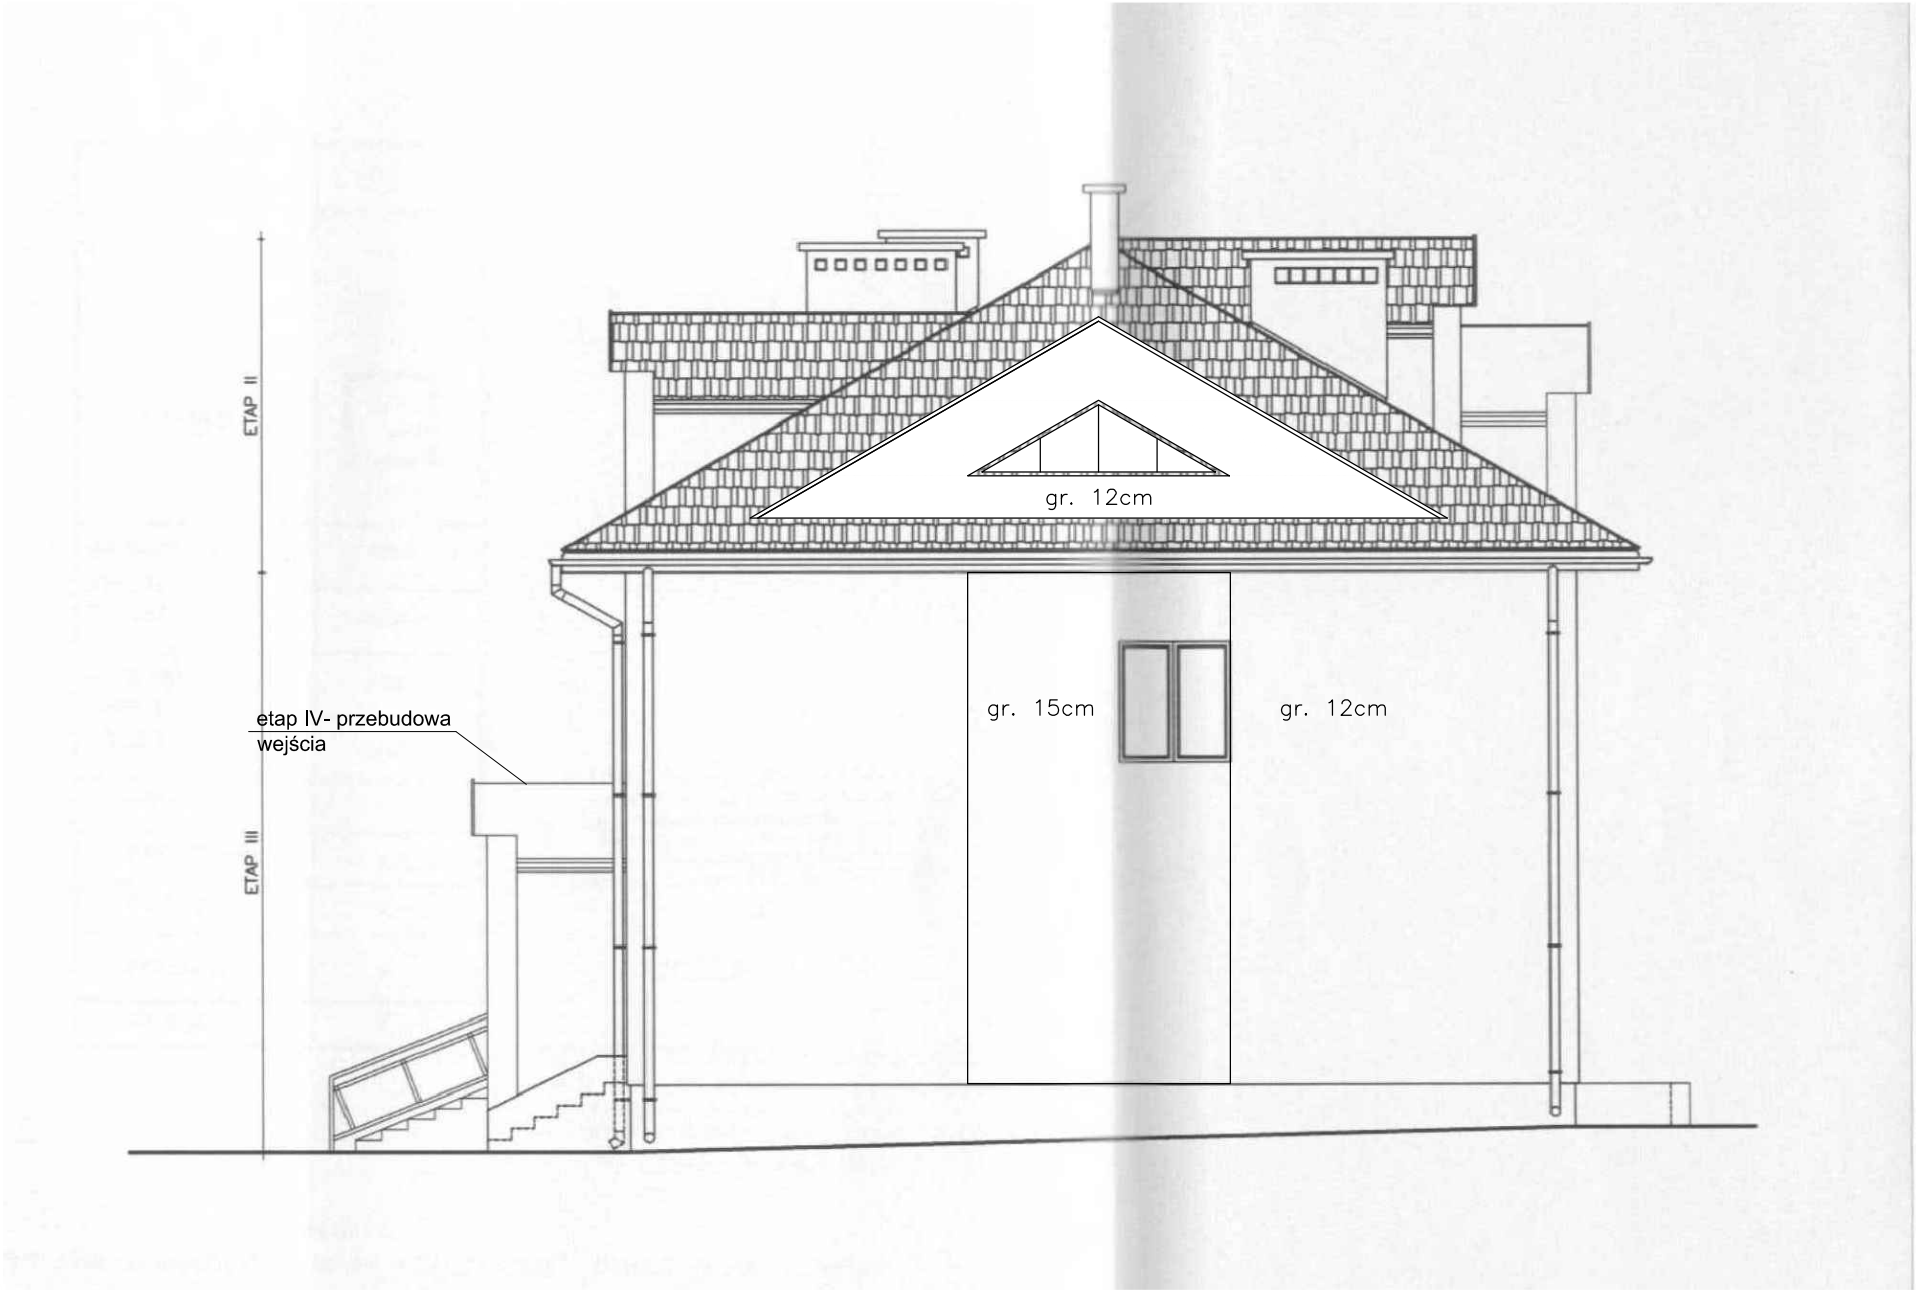 ETAP II
gr. 12cm
etap IV- przebudowa
wejścia
gr. 15cm
gr. 12cm
ETAP III